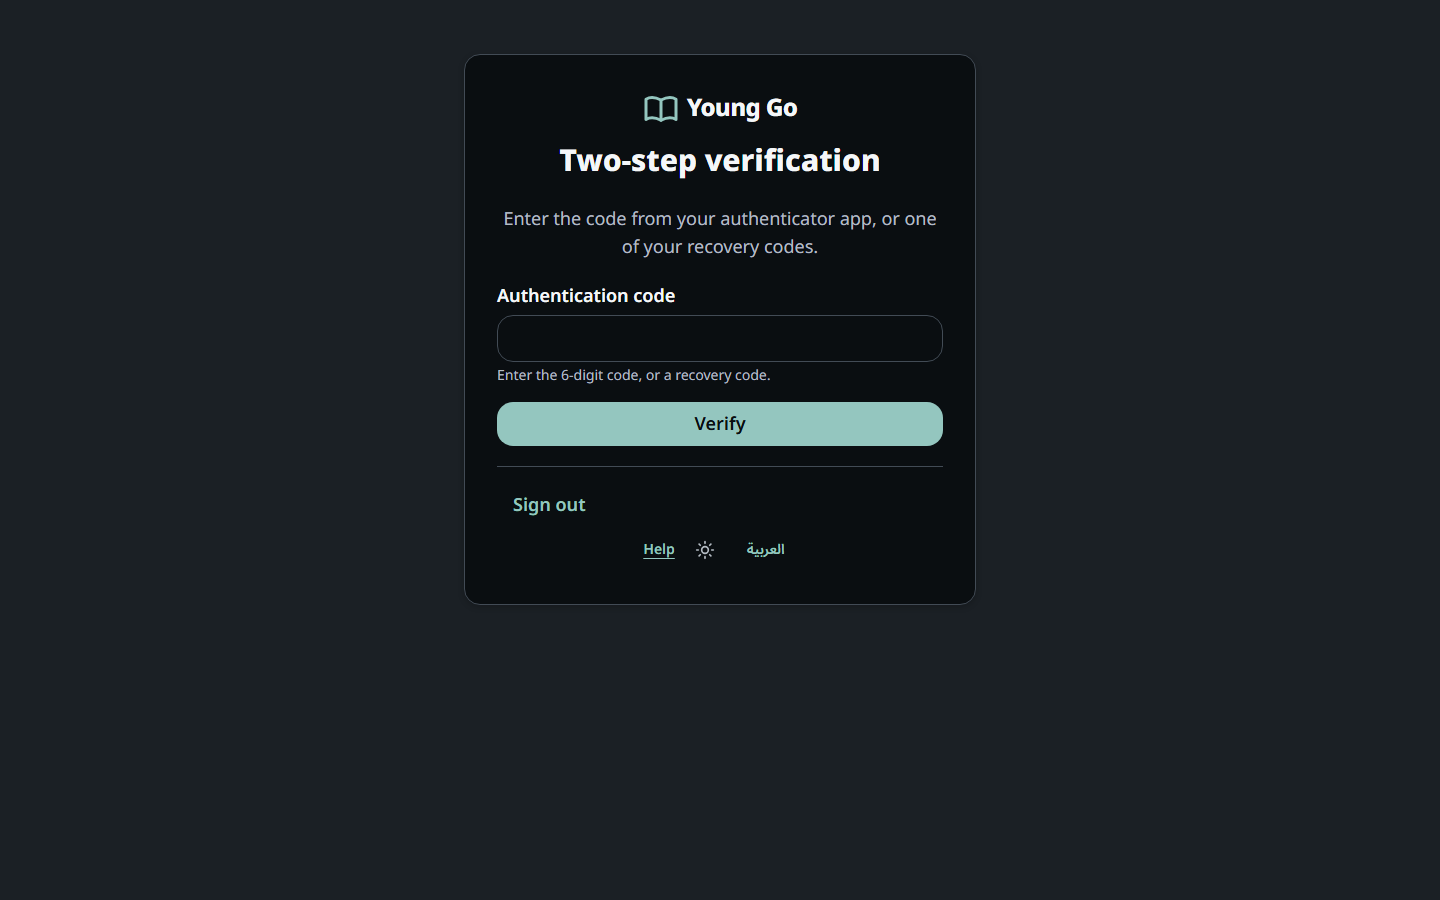 Young Go
Two-step verification
Enter the code from your authenticator app, or one
of your recovery codes.
Authentication code
Enter the 6-digit code, or a recovery code.
Verify
Sign out
Help العربية